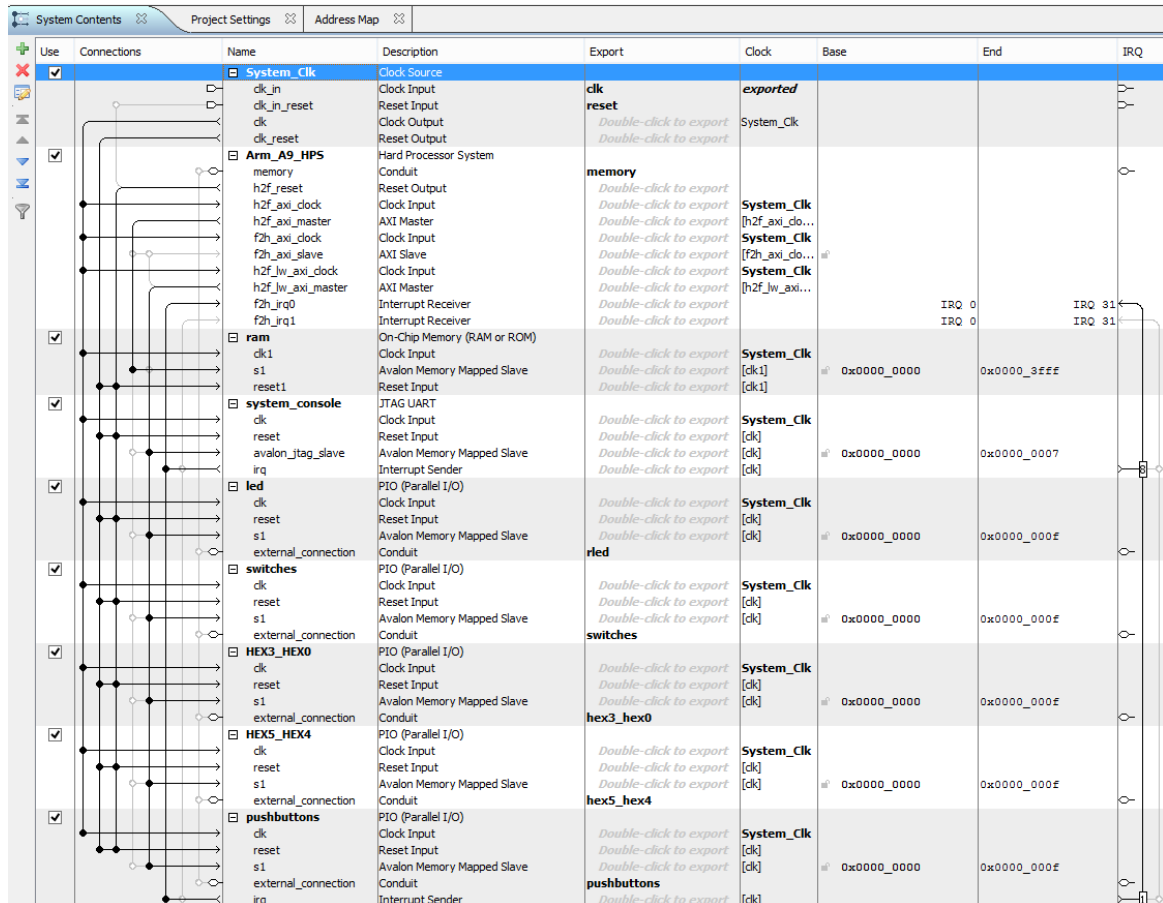 System Contents Project Settings Address Map
Use Connections Name Description Export Clock Base End IRQ
System_Clk Clock Source
clk_in Clock Input clk exported
clk_in_reset Reset Input reset
clk Clock Output Double-click to export System_Clk
clk_reset Reset Output Double-click to export
Arm_A9_HPS Hard Processor System
memory Conduit memory
h2f_reset Reset Output Double-click to export
h2f_axi_clock Clock Input Double-click to export System_Clk
h2f_axi_master AXI Master Double-click to export [h2f_axi_clo...
f2h_axi_clock Clock Input Double-click to export System_Clk
f2h_axi_slave AXI Slave Double-click to export [f2h_axi_clo...
h2f_lw_axi_clock Clock Input Double-click to export System_Clk
h2f_lw_axi_master AXI Master Double-click to export [h2f_lw_axi...
f2h_irq0 Interrupt Receiver Double-click to export IRQ 0 IRQ 31
f2h_irq1 Interrupt Receiver Double-click to export IRQ 0 IRQ 31
ram On-Chip Memory (RAM or ROM)
clk1 Clock Input Double-click to export System_Clk
s1 Avalon Memory Mapped Slave Double-click to export [clk1] 0x0000_0000 0x0000_3fff
reset1 Reset Input Double-click to export [clk1]
system_console JTAG UART
clk Clock Input Double-click to export System_Clk
reset Reset Input Double-click to export [clk]
avalon_jtag_slave Avalon Memory Mapped Slave Double-click to export [clk] 0x0000_0000 0x0000_0007
irq Interrupt Sender Double-click to export [clk] 8
led PIO (Parallel I/O)
clk Clock Input Double-click to export System_Clk
reset Reset Input Double-click to export [clk]
s1 Avalon Memory Mapped Slave Double-click to export [clk] 0x0000_0000 0x0000_000f
external_connection Conduit rled
switches PIO (Parallel I/O)
clk Clock Input Double-click to export System_Clk
reset Reset Input Double-click to export [clk]
s1 Avalon Memory Mapped Slave Double-click to export [clk] 0x0000_0000 0x0000_000f
external_connection Conduit switches
HEX3_HEX0 PIO (Parallel I/O)
clk Clock Input Double-click to export System_Clk
reset Reset Input Double-click to export [clk]
s1 Avalon Memory Mapped Slave Double-click to export [clk] 0x0000_0000 0x0000_000f
external_connection Conduit hex3_hex0
HEX5_HEX4 PIO (Parallel I/O)
clk Clock Input Double-click to export System_Clk
reset Reset Input Double-click to export [clk]
s1 Avalon Memory Mapped Slave Double-click to export [clk] 0x0000_0000 0x0000_000f
external_connection Conduit hex5_hex4
pushbuttons PIO (Parallel I/O)
clk Clock Input Double-click to export System_Clk
reset Reset Input Double-click to export [clk]
s1 Avalon Memory Mapped Slave Double-click to export [clk] 0x0000_0000 0x0000_000f
external_connection Conduit pushbuttons
irq Interrupt Sender Double-click to export [clk] 1